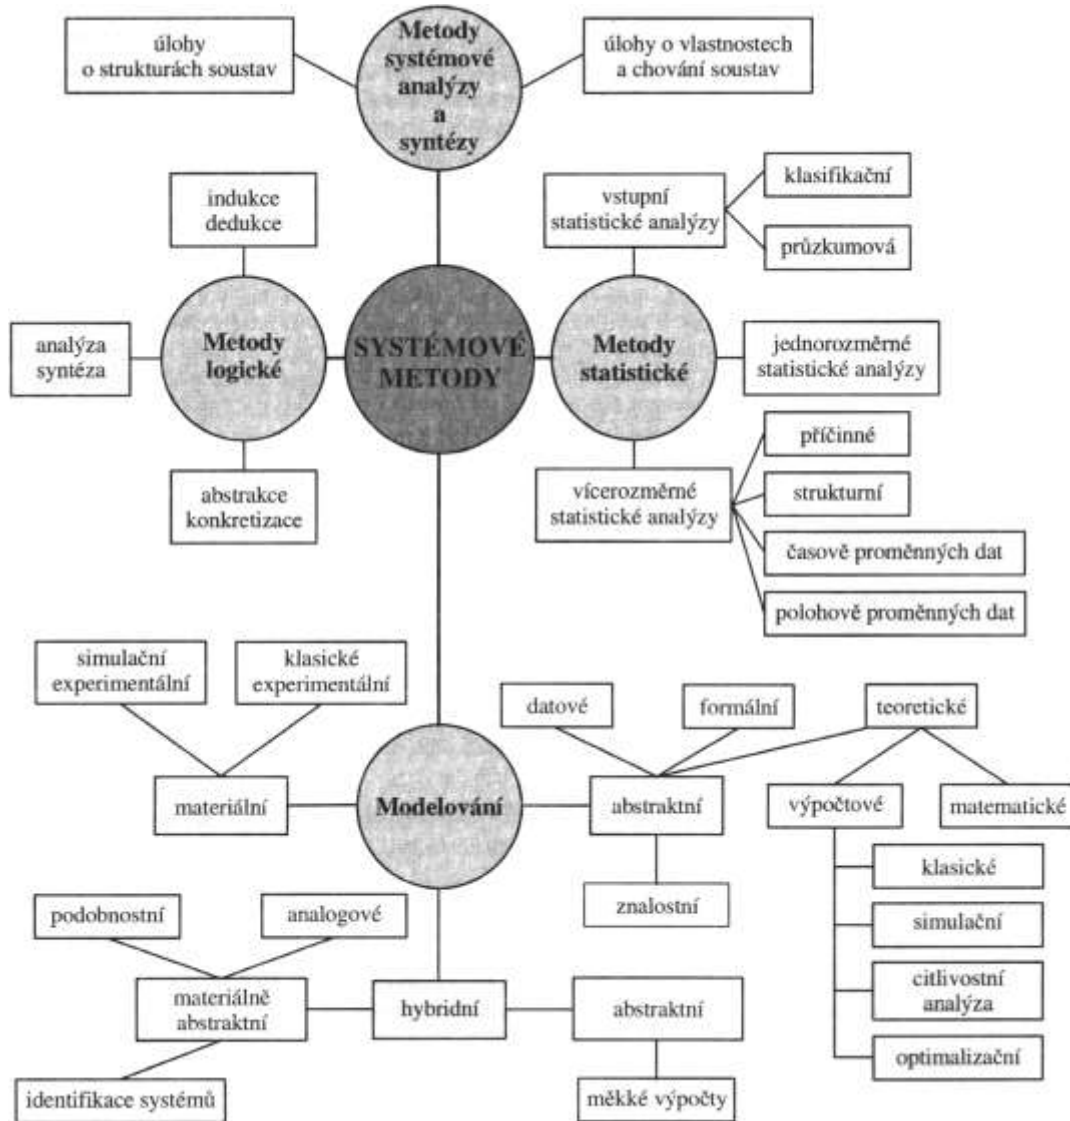 úlohy
o strukturách soustav
Metody
systémové
analýzy
a
syntézy
úlohy o vlastnostech
a chování soustav
indukce
dedukce
vstupní
statistické analýzy
klasifikační
průzkumová
analýza
syntéza
Metody
logické
SYSTÉMOVÉ
METODY
Metody
statistické
jednorozměrné
statistické analýzy
abstrakce
konkretizace
vícerozměrné
statistické analýzy
příčinné
strukturní
časově proměnných dat
polohově proměnných dat
simulační
experimentální
klasické
experimentální
datové
formální
teoretické
materiální
Modelování
abstraktní
výpočtové
matematické
znalostní
klasické
simulační
citlivostní
analýza
optimalizační
podobnostní
analogové
materiálně
abstraktní
hybridní
abstraktní
identifikace systémů
měkké výpočty